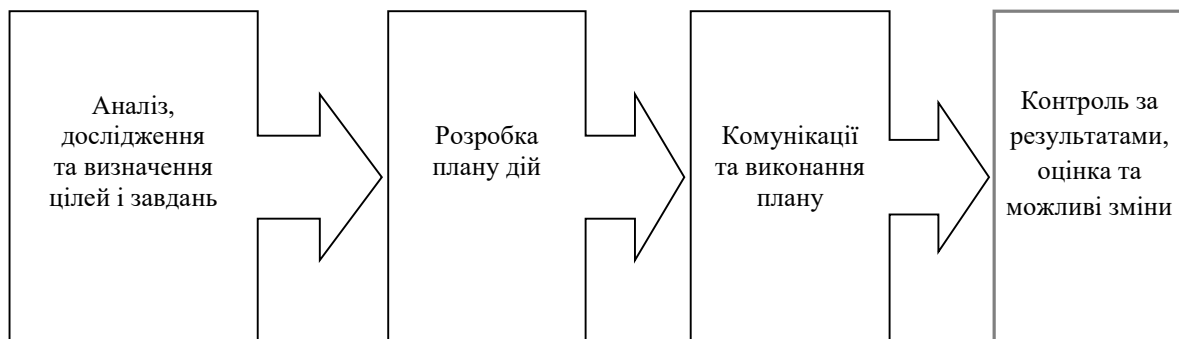 Аналіз,
дослідження
та визначення
цілей і завдань
Розробка
плану дій
Комунікації
та виконання
плану
Контроль за
результатами,
оцінка та
можливі зміни